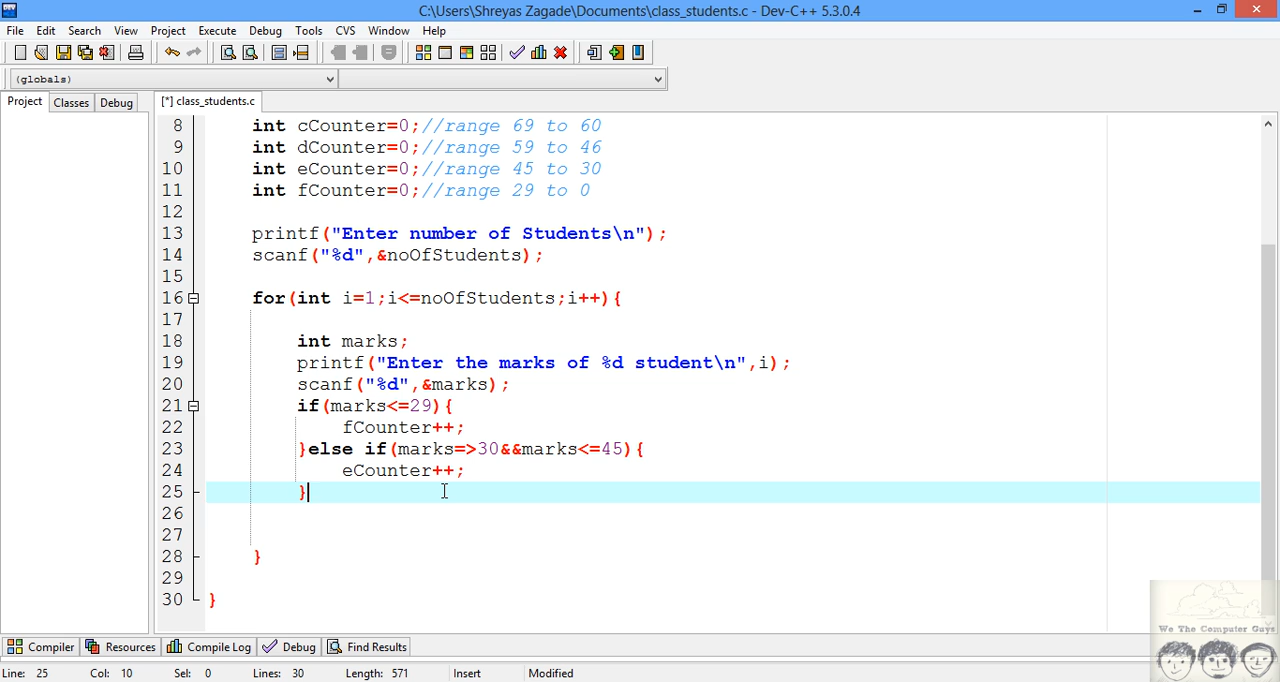 C:\Users\Shreyas Zagade\Documents\class_students.c - Dev-C++ 5.3.0.4
File Edit Search View Project Execute Debug Tools CVS Window Help
(globals)
Project Classes Debug [*] class_students.c
8 int cCounter=0;//range 69 to 60
9 int dCounter=0;//range 59 to 46
10 int eCounter=0;//range 45 to 30
11 int fCounter=0;//range 29 to 0
12
13 printf("Enter number of Students\n");
14 scanf("%d",&noOfStudents);
15
16 for(int i=1;i<=noOfStudents;i++){
17
18 int marks;
19 printf("Enter the marks of %d student\n",i);
20 scanf("%d",&marks);
21 if(marks<=29){
22 fCounter++;
23 }else if(marks=>30&&marks<=45){
24 eCounter++;
25 }
26
27
28 }
29
30 }
We The Computer Guys
Compiler Resources Compile Log Debug Find Results
Line: 25 Col: 10 Sel: 0 Lines: 30 Length: 571 Insert Modified